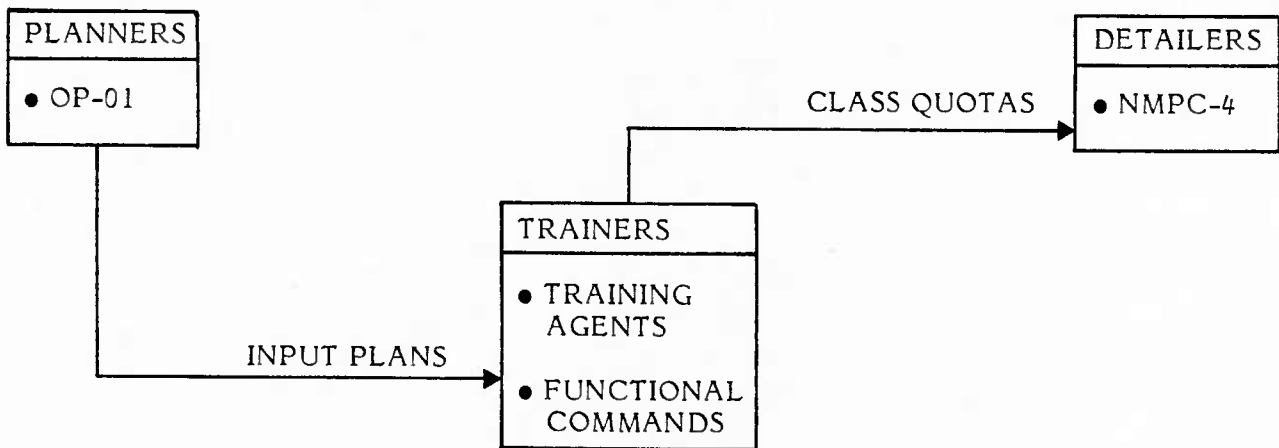 PLANNERS
• OP-01
DETAILERS
• NMPC-4
CLASS QUOTAS
TRAINERS
• TRAINING
AGENTS
• FUNCTIONAL
COMMANDS
INPUT PLANS